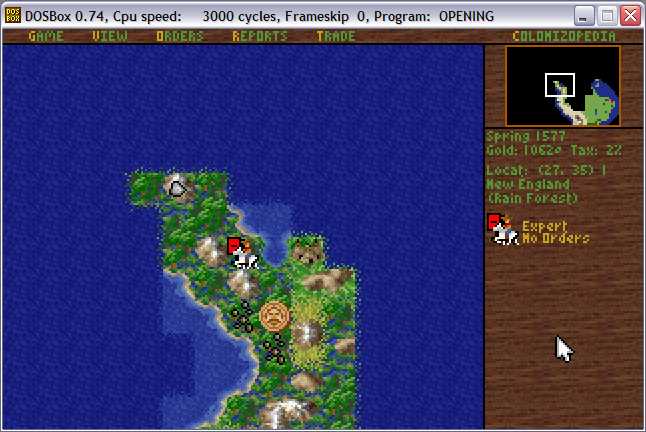 DOSBox 0.74, Cpu speed: 3000 cycles, Frameskip 0, Program: OPENING
GAME VIEW ORDERS REPORTS TRADE COLONIZOPEDIA
Spring 1577
Gold: 1062 Tax: 2%
Locat: (27, 35) 1
New England
(Rain Forest)
Expert
No Orders